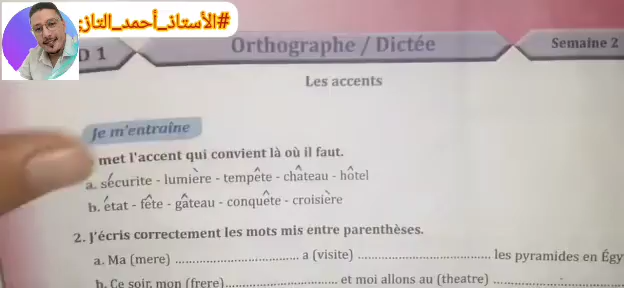 #الأستاذ_أحمد_التازي
D 1
Orthographe / Dictée
Semaine 2
Les accents
Je m'entraîne
met l'accent qui convient là où il faut.
a. sécurite - lumière - tempête - château - hôtel
b. état - fête - gâteau - conquête - croisière
2. J'écris correctement les mots mis entre parenthèses.
a. Ma (mere) .................................. a (visite) .................................. les pyramides en Égy
b. Ce soir, mon (frere).................................. et moi allons au (theatre) ..................................